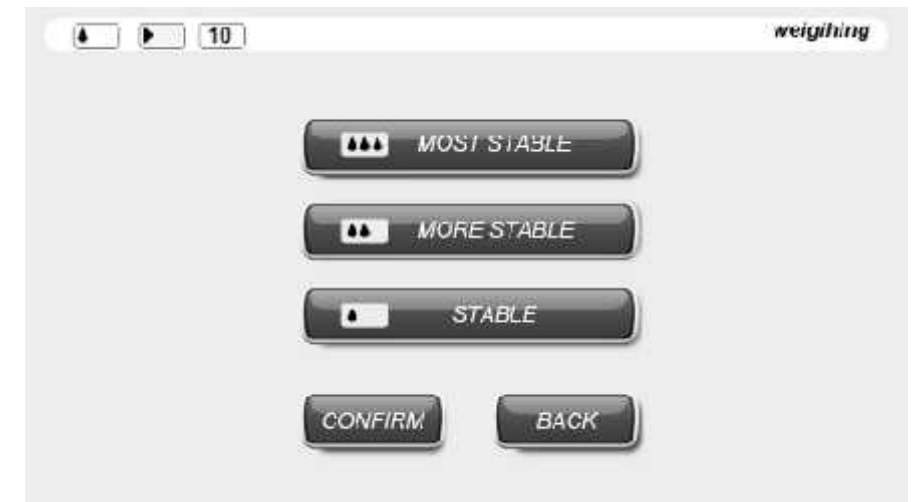 10 weigihing
MOST STABLE
MORE STABLE
STABLE
CONFIRM BACK